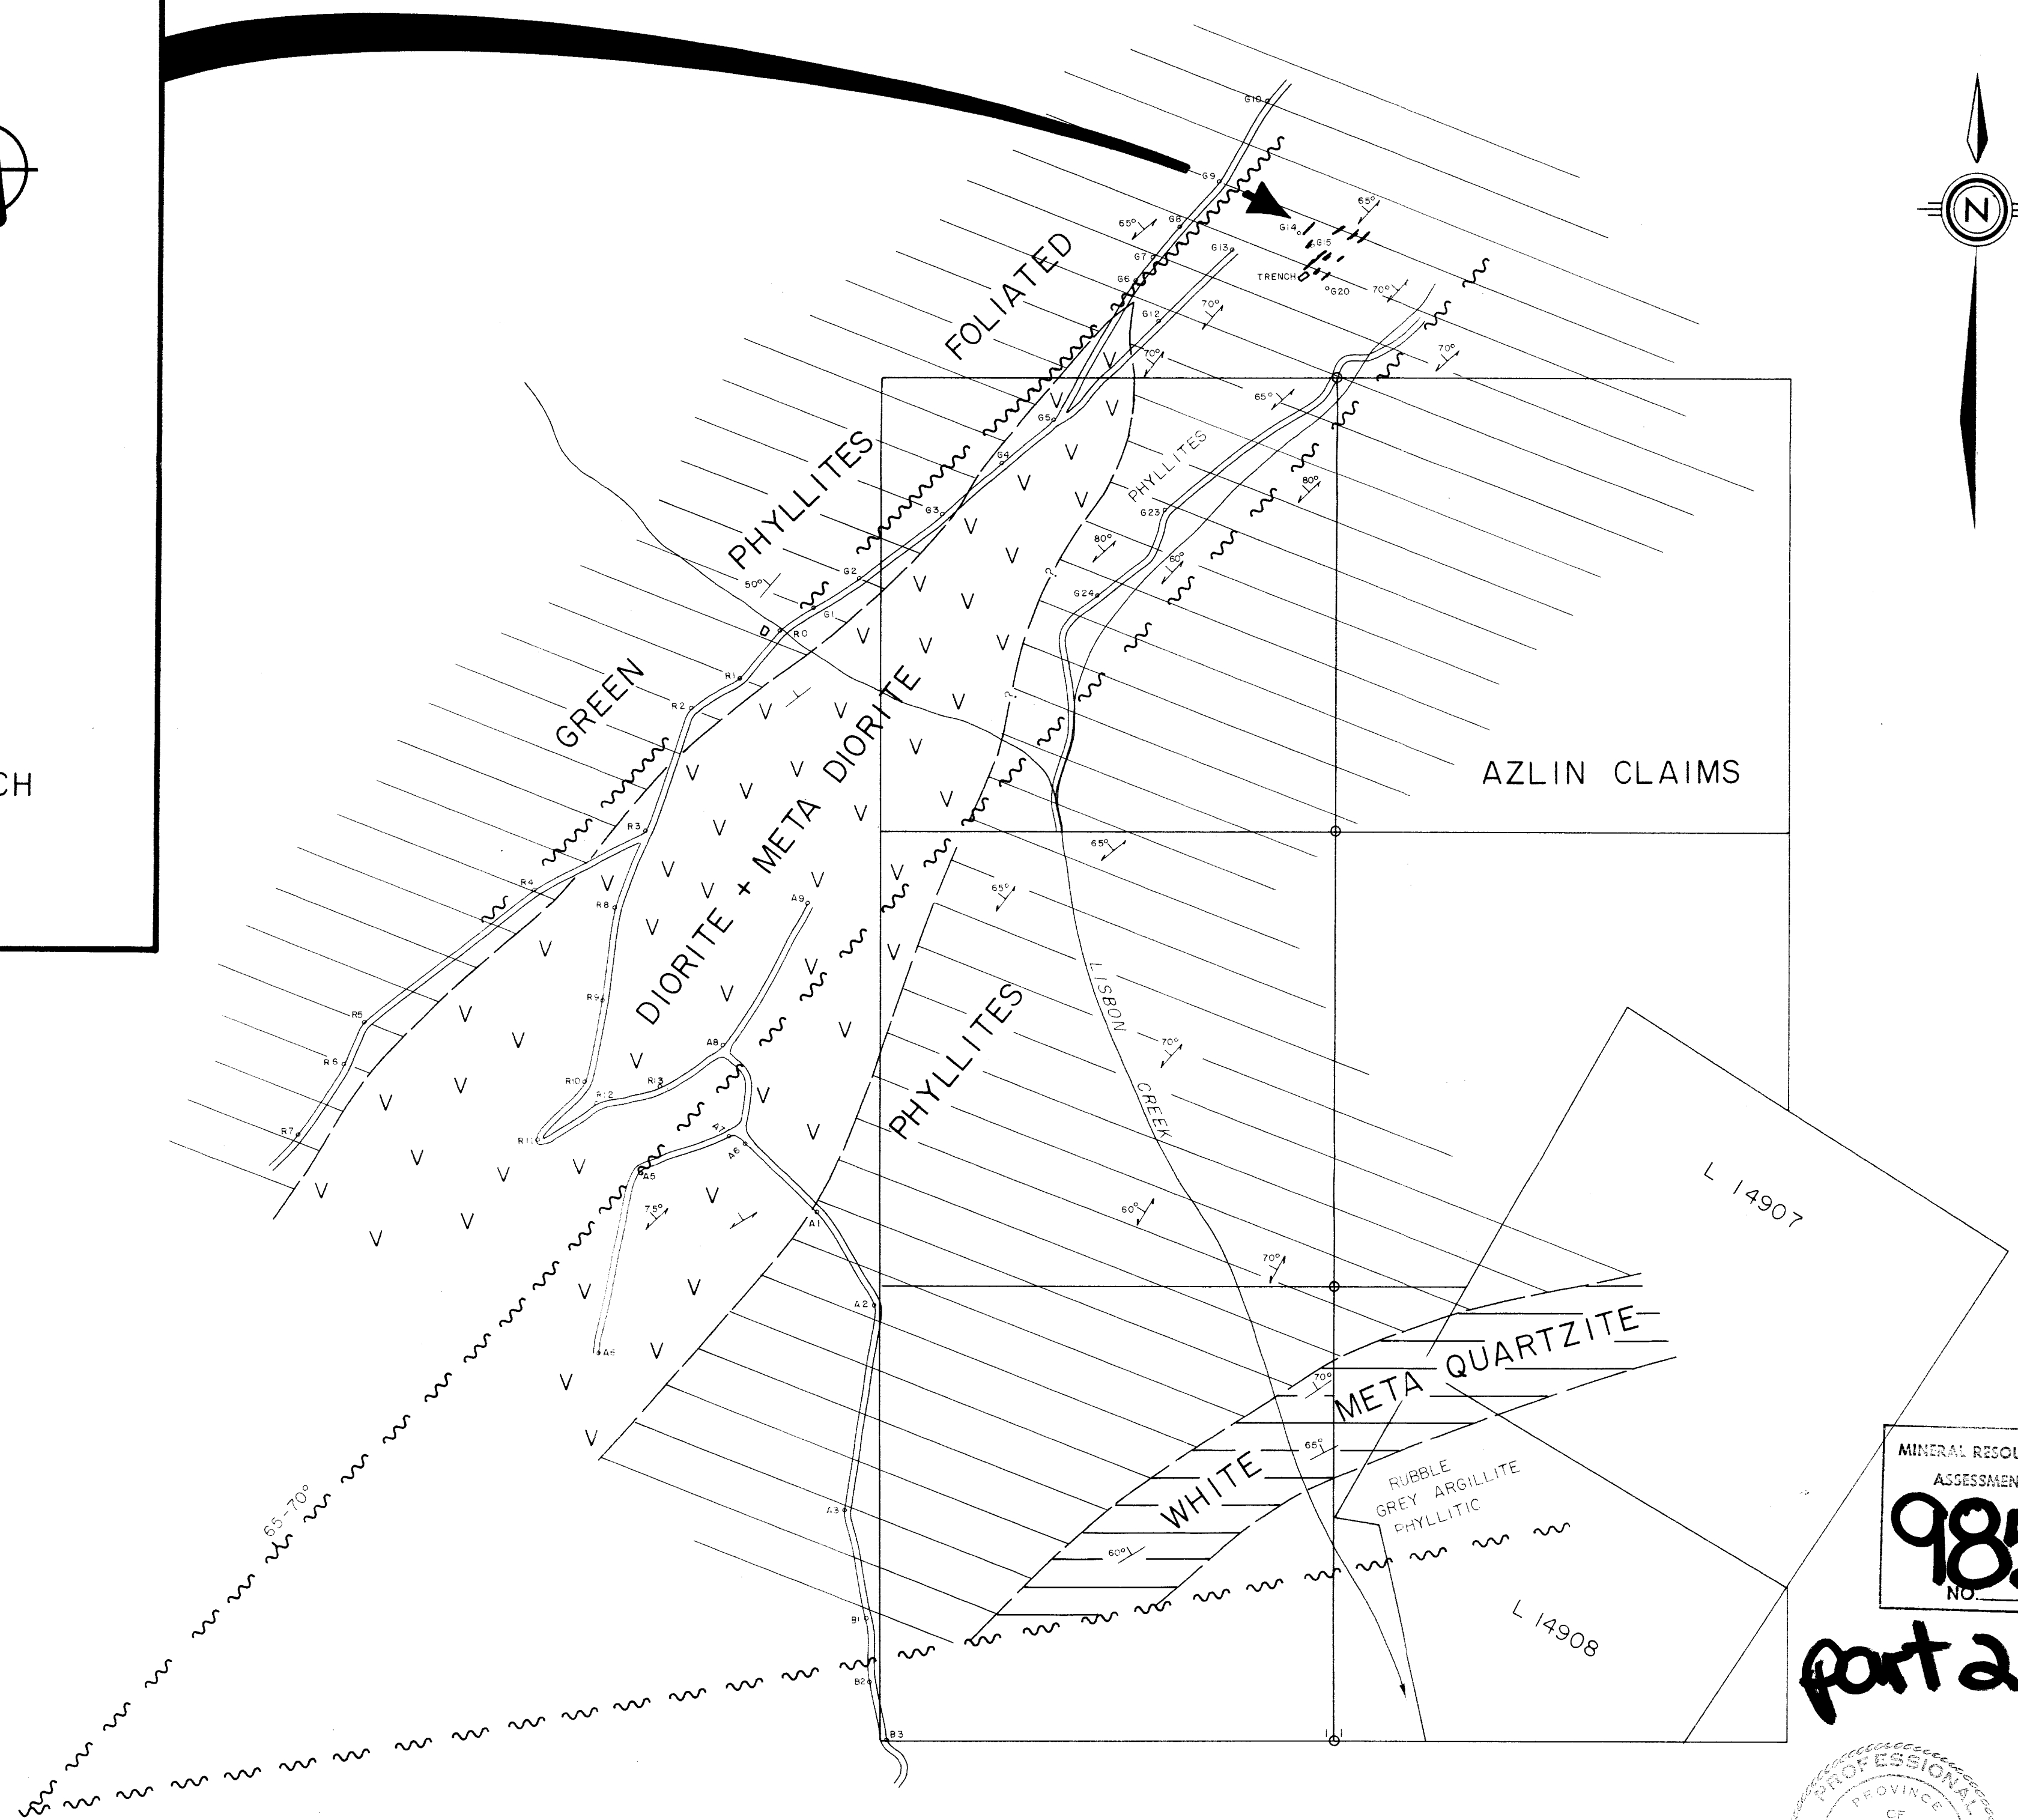 G10
N
G9
65°
65°
G8
G14
G15
G13
G7
TRENCH
G20
70°
G6
FOLIATED
70°
G12
70°
70°
65°
G5
PHYLLITES
PHYLLITES
G4
80°
G23
G3
80°
60°
?
G2
50°
G24
G1
R0
GREEN
R1
?
R2
DIORITE + META DIORITE
AZLIN CLAIMS
CH
R3
65°
R4
65°
A9
R8
LISBON CREEK
PHYLLITES
R9
R5
A8
70°
R6
R10
R13
R12
R7
R11
A7
A6
A5
L 14907
75°
60°
A1
70°
A2
WHITE META QUARTZITE
A6
70°
65°
MINERAL RESOU
ASSESSMEN
RUBBLE
GREY ARGILLITE
PHYLLITIC
65-70°
A3
98
NO.
60°
B1
L 14908
part 2
B2
B3
PROFESSIONAL
PROVINCE
OF